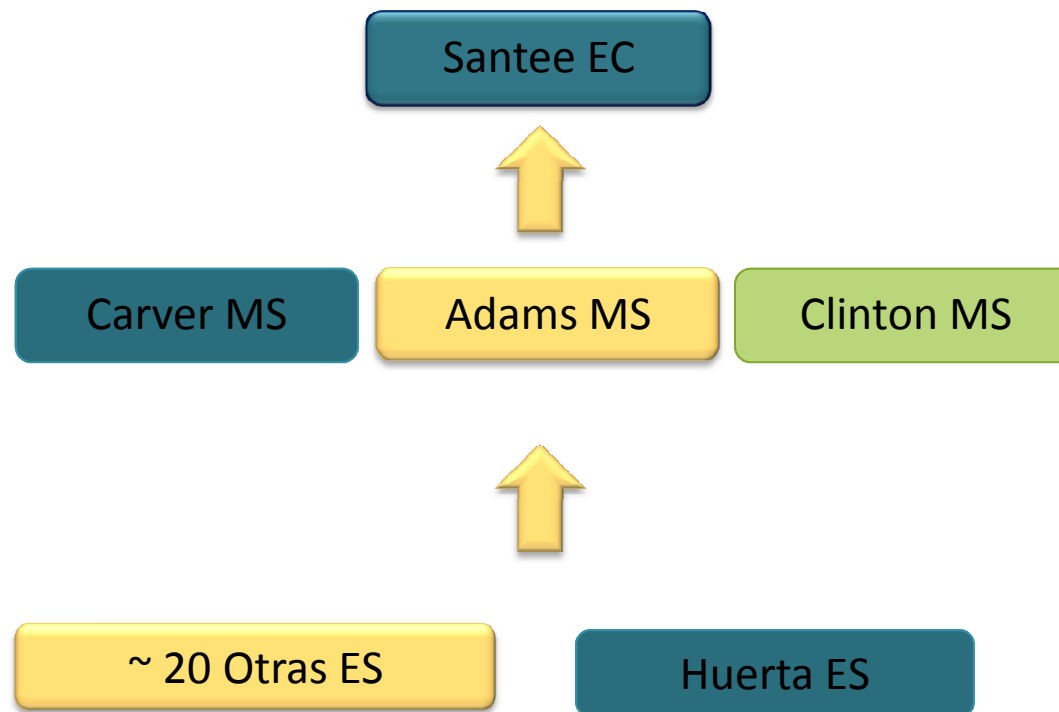 Santee EC
Carver MS
Adams MS
Clinton MS
~ 20 Otras ES
Huerta ES